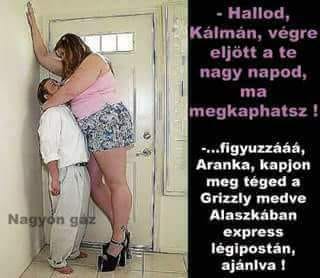 - Hallod,
Kálmán, végre
eljött a te
nagy napod,
ma
megkaphatsz !
-...figyuzzááá,
Aranka, kapjon
meg téged a
Grizzly medve
Alaszkában
express
légipostán,
ajánlva !
Nagyon gáz